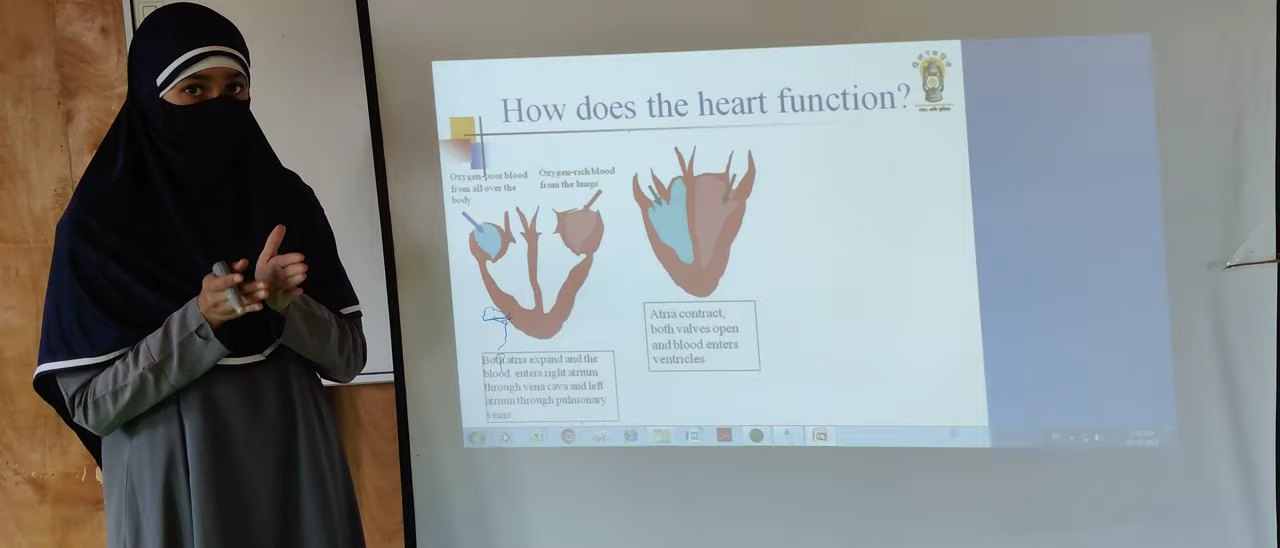 How does the heart function?
Oxygen-poor blood
from all over the
body
Oxygen-rich blood
from the lungs
Both atria expand and the
blood enters right atrium
through vena cava and left
atrium through pulmonary
veins
Atria contract,
both valves open
and blood enters
ventricles